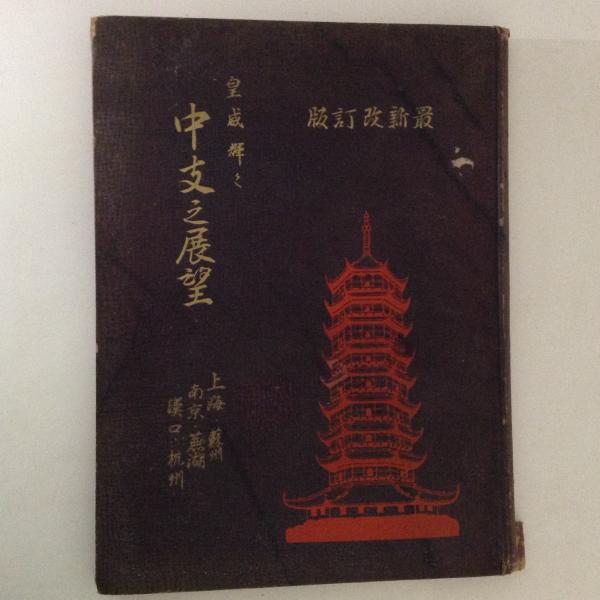 最新改訂版
皇威輝く
中支之展望
上海 蘇州
南京・蕪湖
漢口・杭州